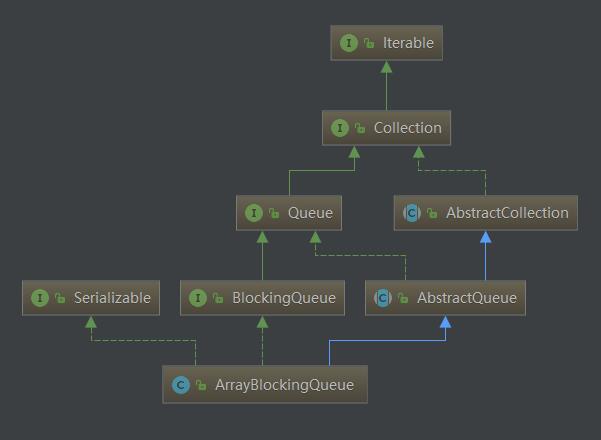 I Iterable
I Collection
I Queue
C AbstractCollection
I Serializable
I BlockingQueue
C AbstractQueue
C ArrayBlockingQueue